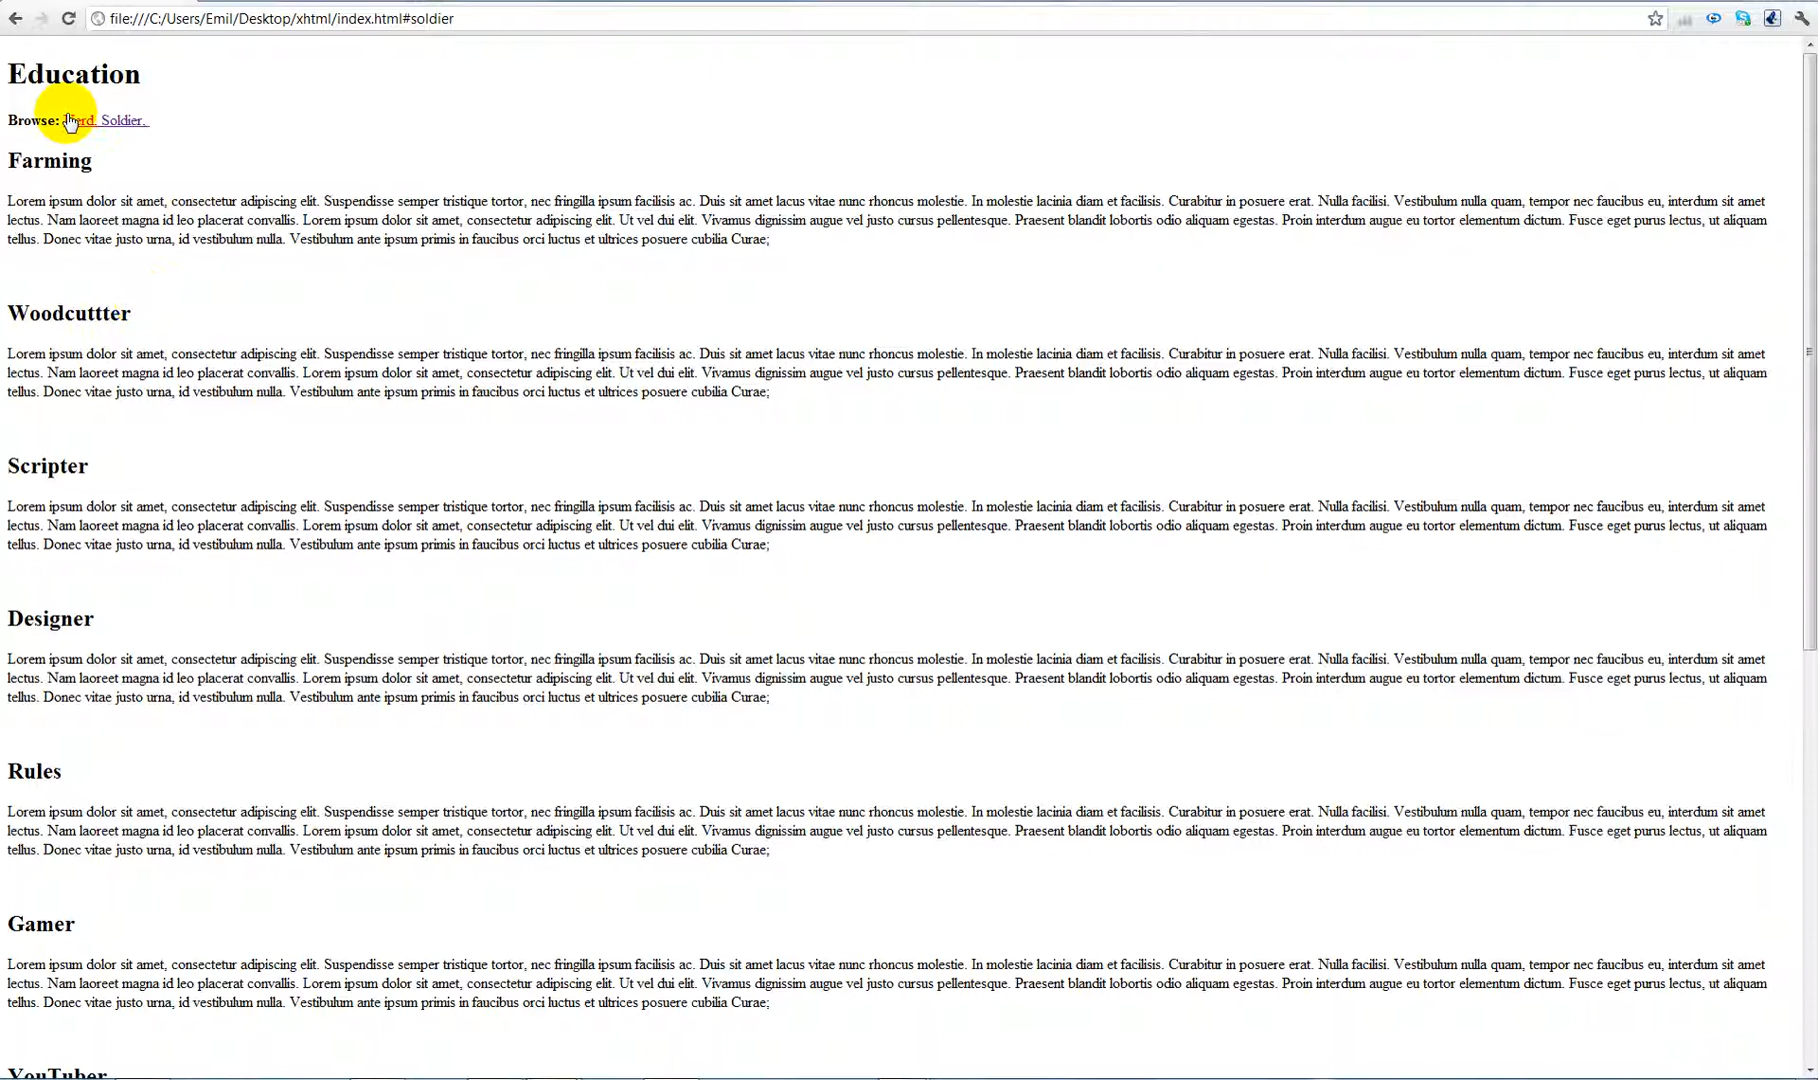 file:///C:/Users/Emil/Desktop/xhtml/index.html#soldier
Education
Browse: Soldier.
Farming
Lorem ipsum dolor sit amet, consectetur adipiscing elit. Suspendisse semper tristique tortor, nec fringilla ipsum facilisis ac. Duis sit amet lacus vitae nunc rhoncus molestie. In molestie lacinia diam et facilisis. Curabitur in posuere erat. Nulla facilisi. Vestibulum nulla quam, tempor nec faucibus eu, interdum sit amet
lectus. Nam laoreet magna id leo placerat convallis. Lorem ipsum dolor sit amet, consectetur adipiscing elit. Ut vel dui elit. Vivamus dignissim augue vel justo cursus pellentesque. Praesent blandit lobortis odio aliquam egestas. Proin interdum augue eu tortor elementum dictum. Fusce eget purus lectus, ut aliquam
tellus. Donec vitae justo urna, id vestibulum nulla. Vestibulum ante ipsum primis in faucibus orci luctus et ultrices posuere cubilia Curae;
Woodcuttter
Lorem ipsum dolor sit amet, consectetur adipiscing elit. Suspendisse semper tristique tortor, nec fringilla ipsum facilisis ac. Duis sit amet lacus vitae nunc rhoncus molestie. In molestie lacinia diam et facilisis. Curabitur in posuere erat. Nulla facilisi. Vestibulum nulla quam, tempor nec faucibus eu, interdum sit amet
lectus. Nam laoreet magna id leo placerat convallis. Lorem ipsum dolor sit amet, consectetur adipiscing elit. Ut vel dui elit. Vivamus dignissim augue vel justo cursus pellentesque. Praesent blandit lobortis odio aliquam egestas. Proin interdum augue eu tortor elementum dictum. Fusce eget purus lectus, ut aliquam
tellus. Donec vitae justo urna, id vestibulum nulla. Vestibulum ante ipsum primis in faucibus orci luctus et ultrices posuere cubilia Curae;
Scripter
Lorem ipsum dolor sit amet, consectetur adipiscing elit. Suspendisse semper tristique tortor, nec fringilla ipsum facilisis ac. Duis sit amet lacus vitae nunc rhoncus molestie. In molestie lacinia diam et facilisis. Curabitur in posuere erat. Nulla facilisi. Vestibulum nulla quam, tempor nec faucibus eu, interdum sit amet
lectus. Nam laoreet magna id leo placerat convallis. Lorem ipsum dolor sit amet, consectetur adipiscing elit. Ut vel dui elit. Vivamus dignissim augue vel justo cursus pellentesque. Praesent blandit lobortis odio aliquam egestas. Proin interdum augue eu tortor elementum dictum. Fusce eget purus lectus, ut aliquam
tellus. Donec vitae justo urna, id vestibulum nulla. Vestibulum ante ipsum primis in faucibus orci luctus et ultrices posuere cubilia Curae;
Designer
Lorem ipsum dolor sit amet, consectetur adipiscing elit. Suspendisse semper tristique tortor, nec fringilla ipsum facilisis ac. Duis sit amet lacus vitae nunc rhoncus molestie. In molestie lacinia diam et facilisis. Curabitur in posuere erat. Nulla facilisi. Vestibulum nulla quam, tempor nec faucibus eu, interdum sit amet
lectus. Nam laoreet magna id leo placerat convallis. Lorem ipsum dolor sit amet, consectetur adipiscing elit. Ut vel dui elit. Vivamus dignissim augue vel justo cursus pellentesque. Praesent blandit lobortis odio aliquam egestas. Proin interdum augue eu tortor elementum dictum. Fusce eget purus lectus, ut aliquam
tellus. Donec vitae justo urna, id vestibulum nulla. Vestibulum ante ipsum primis in faucibus orci luctus et ultrices posuere cubilia Curae;
Rules
Lorem ipsum dolor sit amet, consectetur adipiscing elit. Suspendisse semper tristique tortor, nec fringilla ipsum facilisis ac. Duis sit amet lacus vitae nunc rhoncus molestie. In molestie lacinia diam et facilisis. Curabitur in posuere erat. Nulla facilisi. Vestibulum nulla quam, tempor nec faucibus eu, interdum sit amet
lectus. Nam laoreet magna id leo placerat convallis. Lorem ipsum dolor sit amet, consectetur adipiscing elit. Ut vel dui elit. Vivamus dignissim augue vel justo cursus pellentesque. Praesent blandit lobortis odio aliquam egestas. Proin interdum augue eu tortor elementum dictum. Fusce eget purus lectus, ut aliquam
tellus. Donec vitae justo urna, id vestibulum nulla. Vestibulum ante ipsum primis in faucibus orci luctus et ultrices posuere cubilia Curae;
Gamer
Lorem ipsum dolor sit amet, consectetur adipiscing elit. Suspendisse semper tristique tortor, nec fringilla ipsum facilisis ac. Duis sit amet lacus vitae nunc rhoncus molestie. In molestie lacinia diam et facilisis. Curabitur in posuere erat. Nulla facilisi. Vestibulum nulla quam, tempor nec faucibus eu, interdum sit amet
lectus. Nam laoreet magna id leo placerat convallis. Lorem ipsum dolor sit amet, consectetur adipiscing elit. Ut vel dui elit. Vivamus dignissim augue vel justo cursus pellentesque. Praesent blandit lobortis odio aliquam egestas. Proin interdum augue eu tortor elementum dictum. Fusce eget purus lectus, ut aliquam
tellus. Donec vitae justo urna, id vestibulum nulla. Vestibulum ante ipsum primis in faucibus orci luctus et ultrices posuere cubilia Curae;
YouTuber